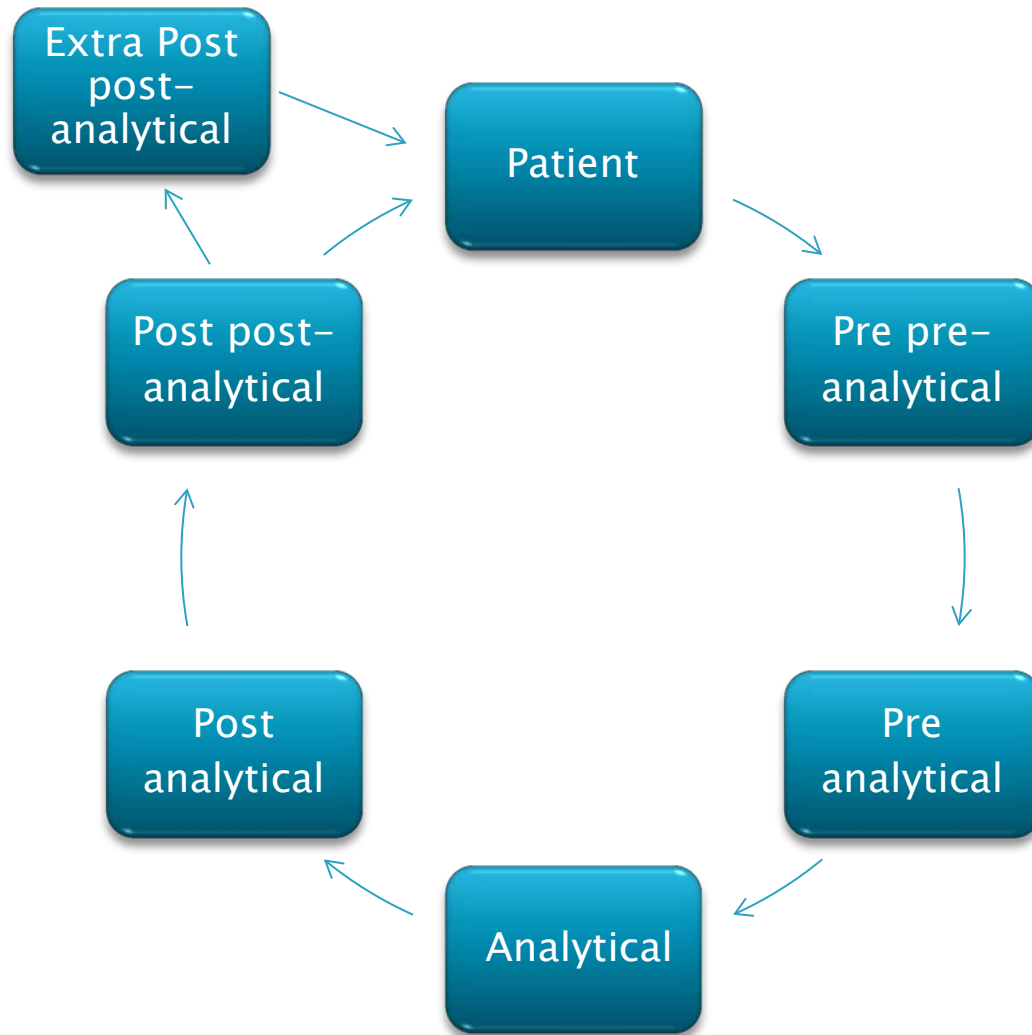 Extra Post
post-
analytical
Patient
Pre pre-
analytical
Pre
analytical
Analytical
Post
analytical
Post post-
analytical